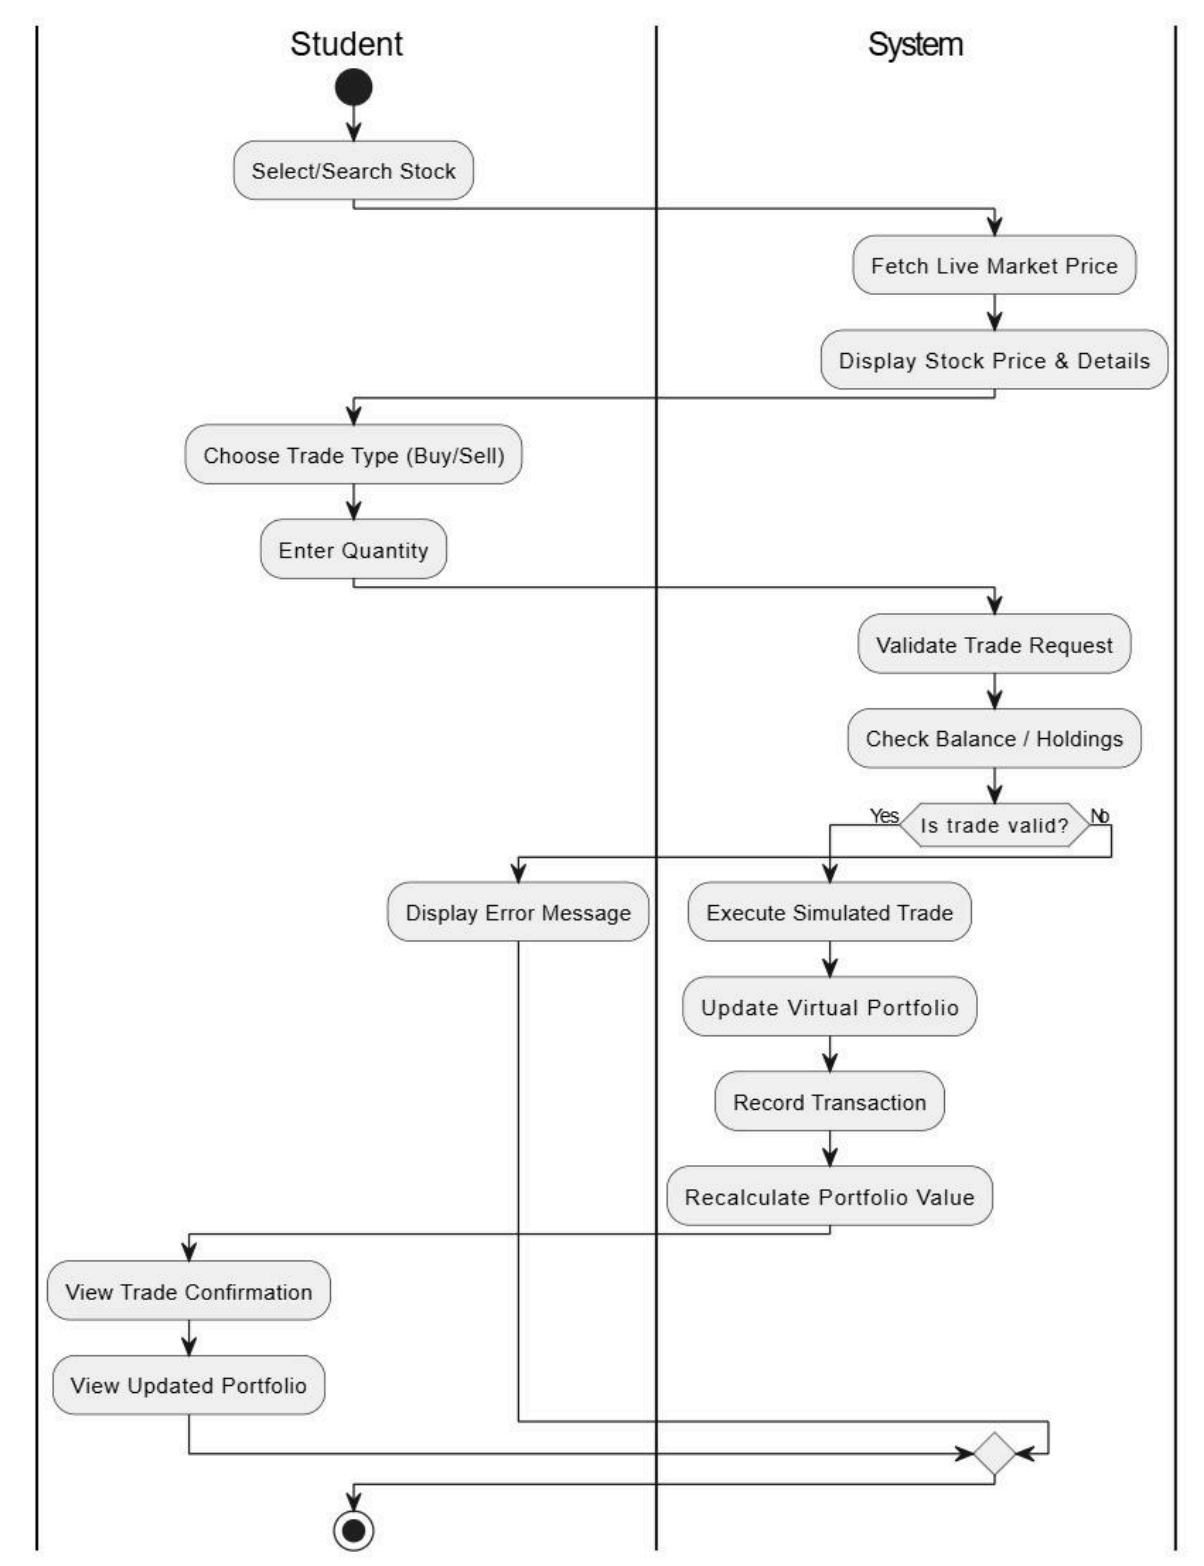 Student
System
Select/Search Stock
Fetch Live Market Price
Display Stock Price & Details
Choose Trade Type (Buy/Sell)
Enter Quantity
Validate Trade Request
Check Balance / Holdings
Yes
Is trade valid?
No
Display Error Message
Execute Simulated Trade
Update Virtual Portfolio
Record Transaction
Recalculate Portfolio Value
View Trade Confirmation
View Updated Portfolio